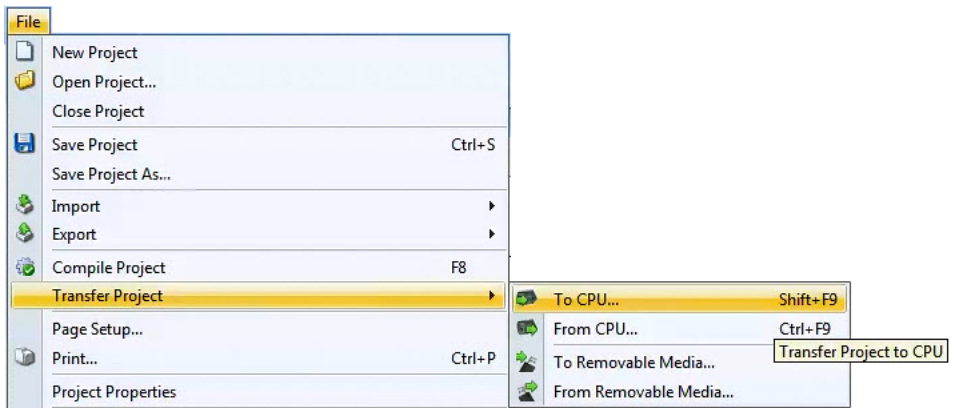 File
New Project
Open Project...
Close Project
Save Project Ctrl+S
Save Project As...
Import
Export
Compile Project F8
Transfer Project
To CPU... Shift+F9
From CPU... Ctrl+F9
Transfer Project to CPU
To Removable Media...
From Removable Media...
Page Setup...
Print... Ctrl+P
Project Properties